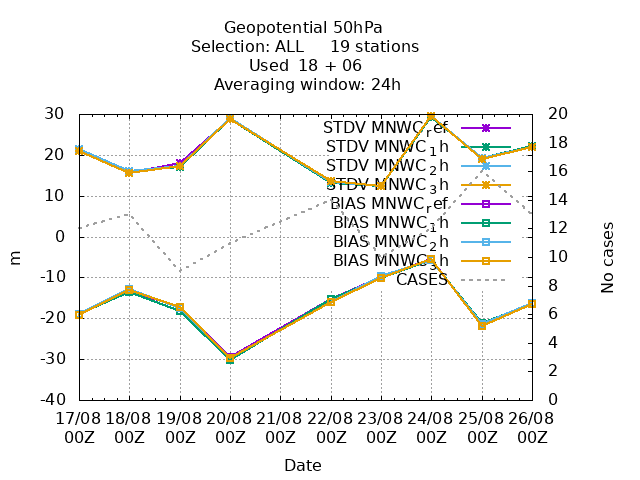 Geopotential 50hPa
Selection: ALL     19 stations
Used  18 + 06
Averaging window: 24h
30
20
10
0
-10
-20
-30
-40
m
20
18
16
14
12
10
8
6
4
2
0
No cases
STDV MNWC_ref
STDV MNWC_1h
STDV MNWC_2h
STDV MNWC_3h
BIAS MNWC_ref
BIAS MNWC_1h
BIAS MNWC_2h
BIAS MNWC_3h
CASES
17/08 18/08 19/08 20/08 21/08 22/08 23/08 24/08 25/08 26/08
00Z 00Z 00Z 00Z 00Z 00Z 00Z 00Z 00Z 00Z
Date